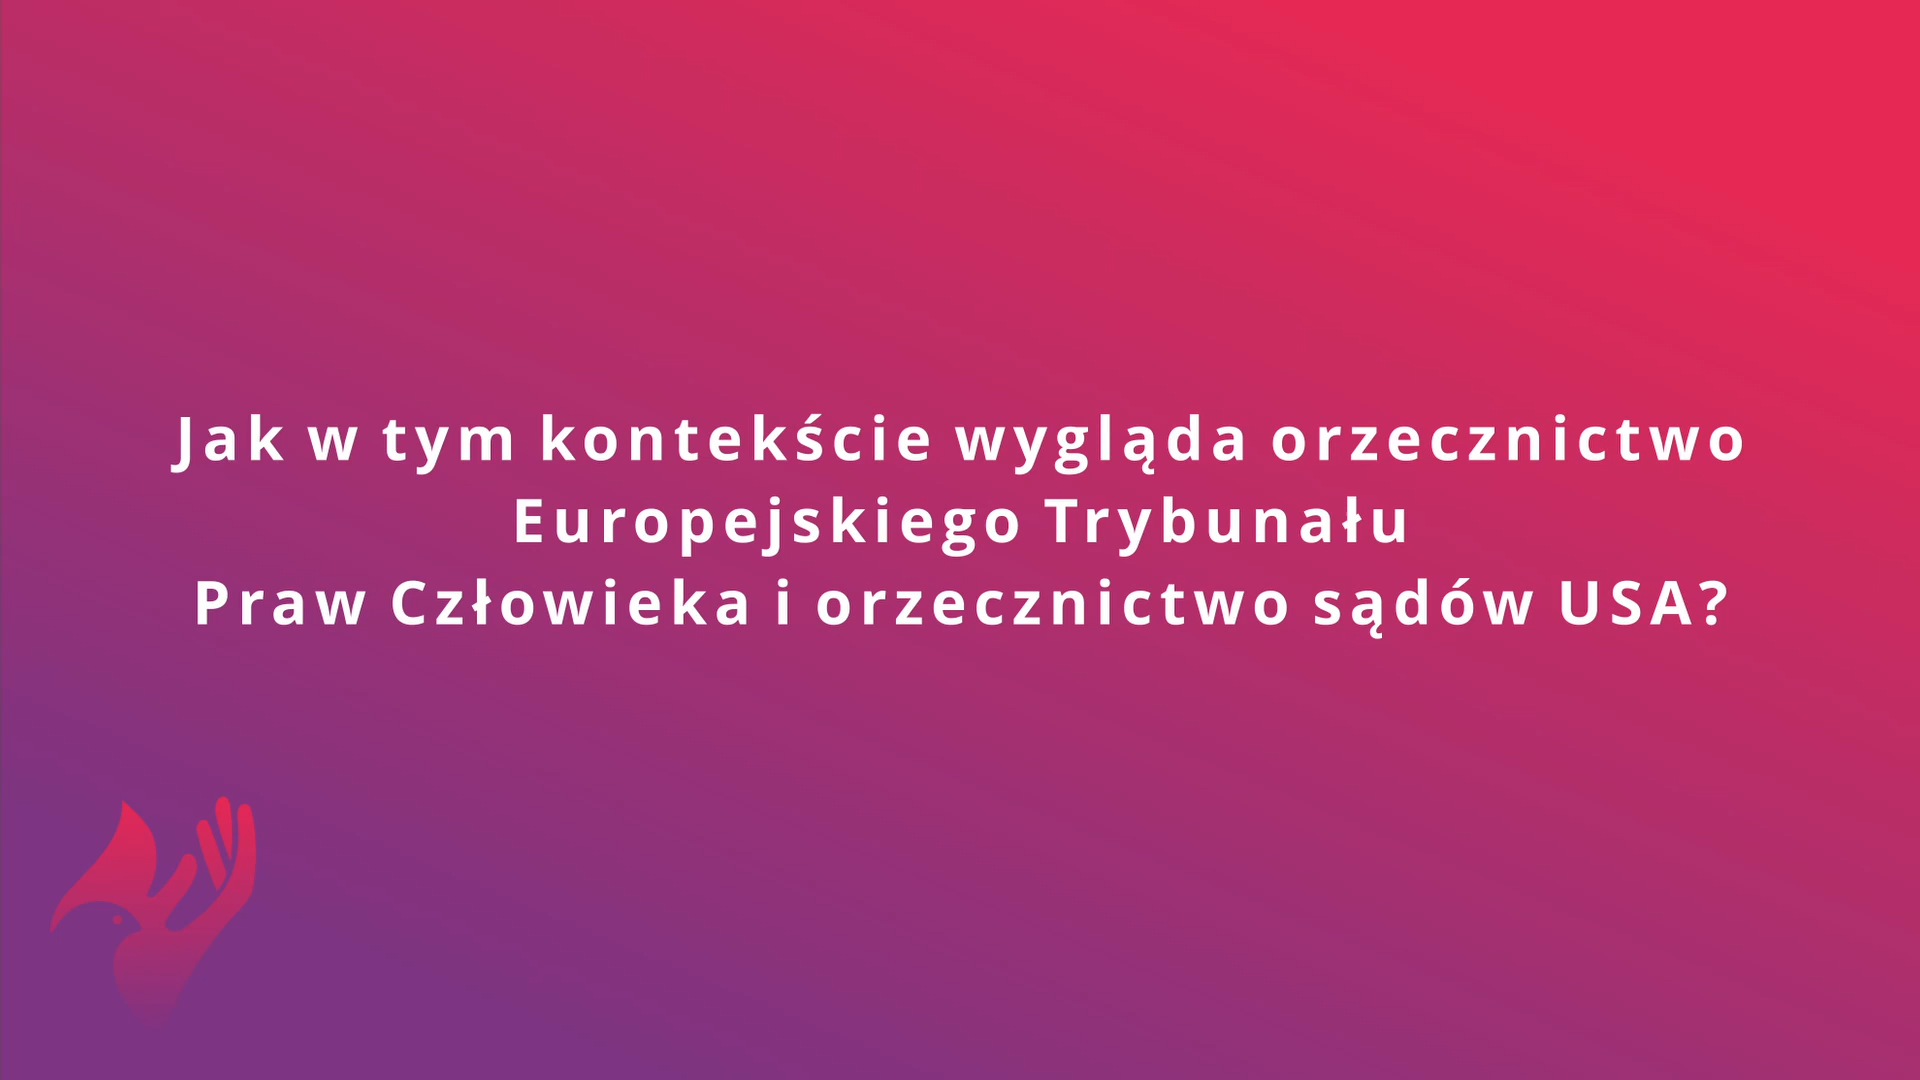 Jak w tym kontekście wygląda orzecznictwo
Europejskiego Trybunału
Praw Człowieka i orzecznictwo sądów USA?